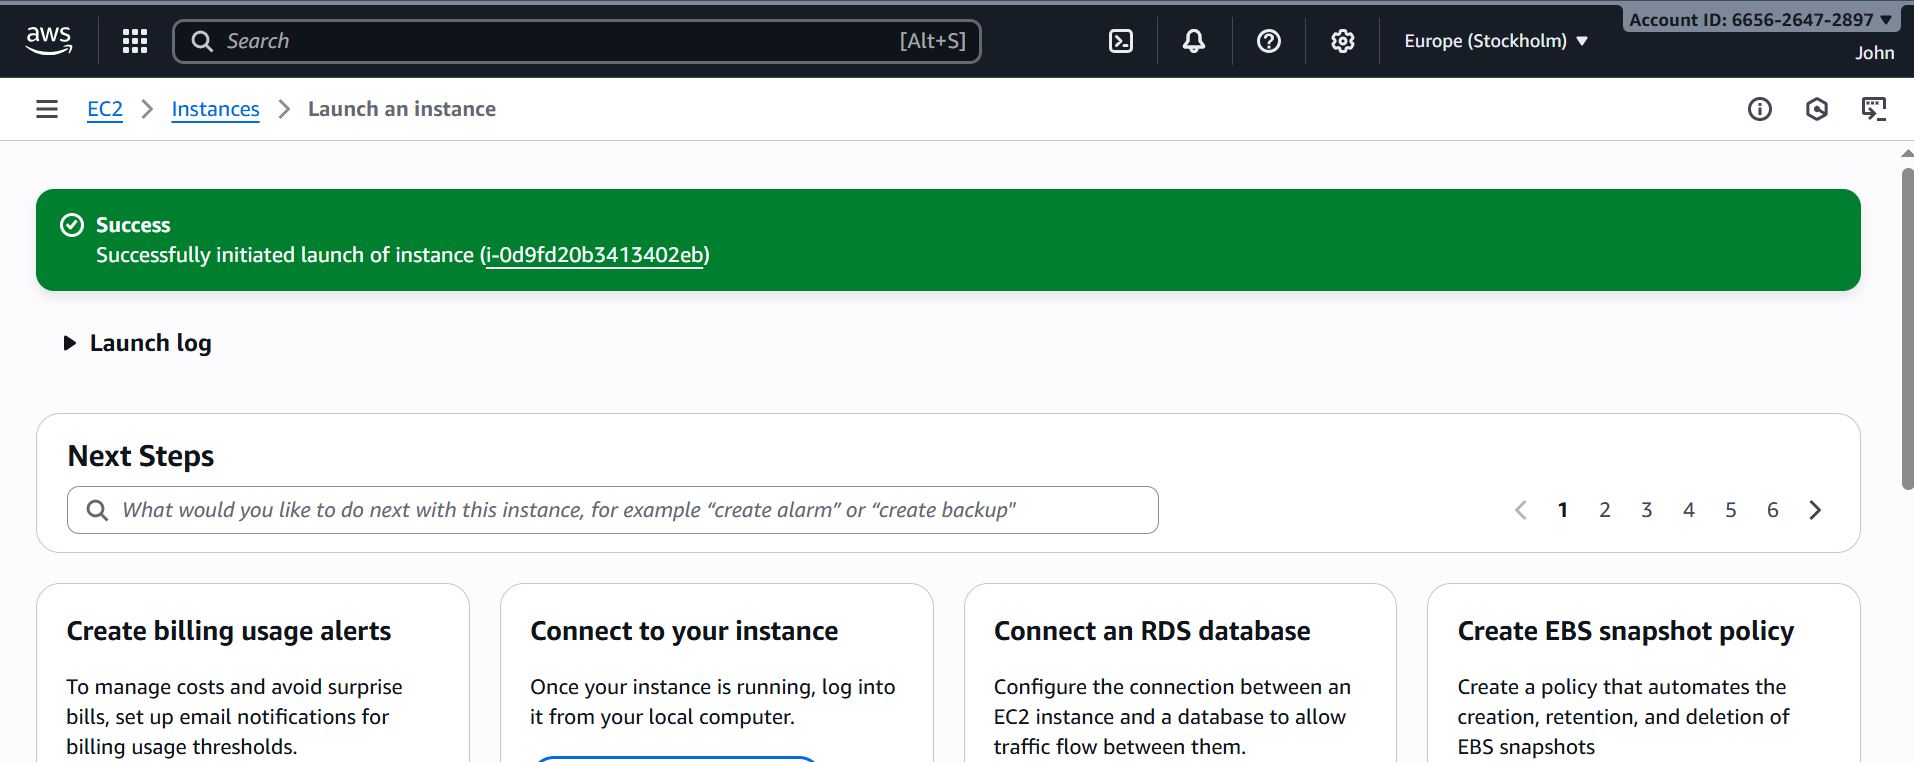 aws
Search [Alt+S]
Europe (Stockholm)
Account ID: 6656-2647-2897
John
EC2 Instances Launch an instance
Success
Successfully initiated launch of instance (i-0d9fd20b3413402eb)
Launch log
Next Steps
What would you like to do next with this instance, for example “create alarm” or “create backup"
1 2 3 4 5 6
Create billing usage alerts
To manage costs and avoid surprise
bills, set up email notifications for
billing usage thresholds.
Connect to your instance
Once your instance is running, log into
it from your local computer.
Connect an RDS database
Configure the connection between an
EC2 instance and a database to allow
traffic flow between them.
Create EBS snapshot policy
Create a policy that automates the
creation, retention, and deletion of
EBS snapshots